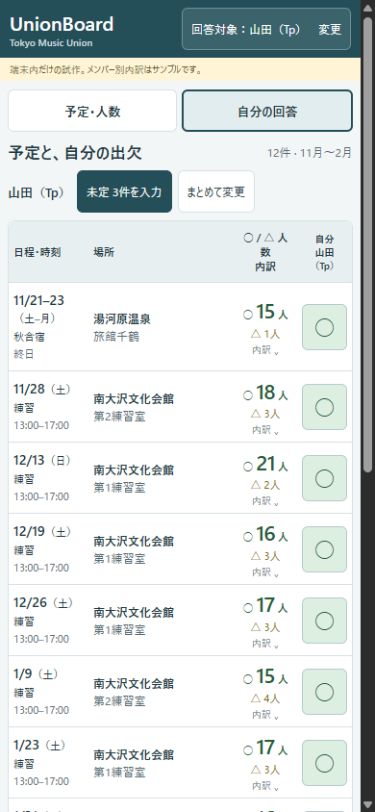 UnionBoard
Tokyo Music Union
回答対象：山田（Tp） 変更
端末内だけの試作。メンバー別内訳はサンプルです。
予定・人数
自分の回答
予定と、自分の出欠
12件・11月〜2月
山田（Tp）
未定 3件を入力
まとめて変更
日程・時刻
場所
○ / △ 人
数
内訳
自分
山田
（Tp）
11/21–23
（土–月）
秋合宿
終日
湯河原温泉
旅館千鶴
○ 15 人
△ 1人
内訳
○
11/28（土）
練習
13:00–17:00
南大沢文化会館
第2練習室
○ 18 人
△ 3人
内訳
○
12/13（日）
練習
13:00–17:00
南大沢文化会館
第1練習室
○ 21 人
△ 2人
内訳
○
12/19（土）
練習
13:00–17:00
南大沢文化会館
第1練習室
○ 16 人
△ 3人
内訳
○
12/26（土）
練習
13:00–17:00
南大沢文化会館
第1練習室
○ 17 人
△ 3人
内訳
○
1/9（土）
練習
13:00–17:00
南大沢文化会館
第2練習室
○ 15 人
△ 4人
内訳
○
1/23（土）
練習
13:00–17:00
南大沢文化会館
第1練習室
○ 17 人
△ 3人
内訳
○